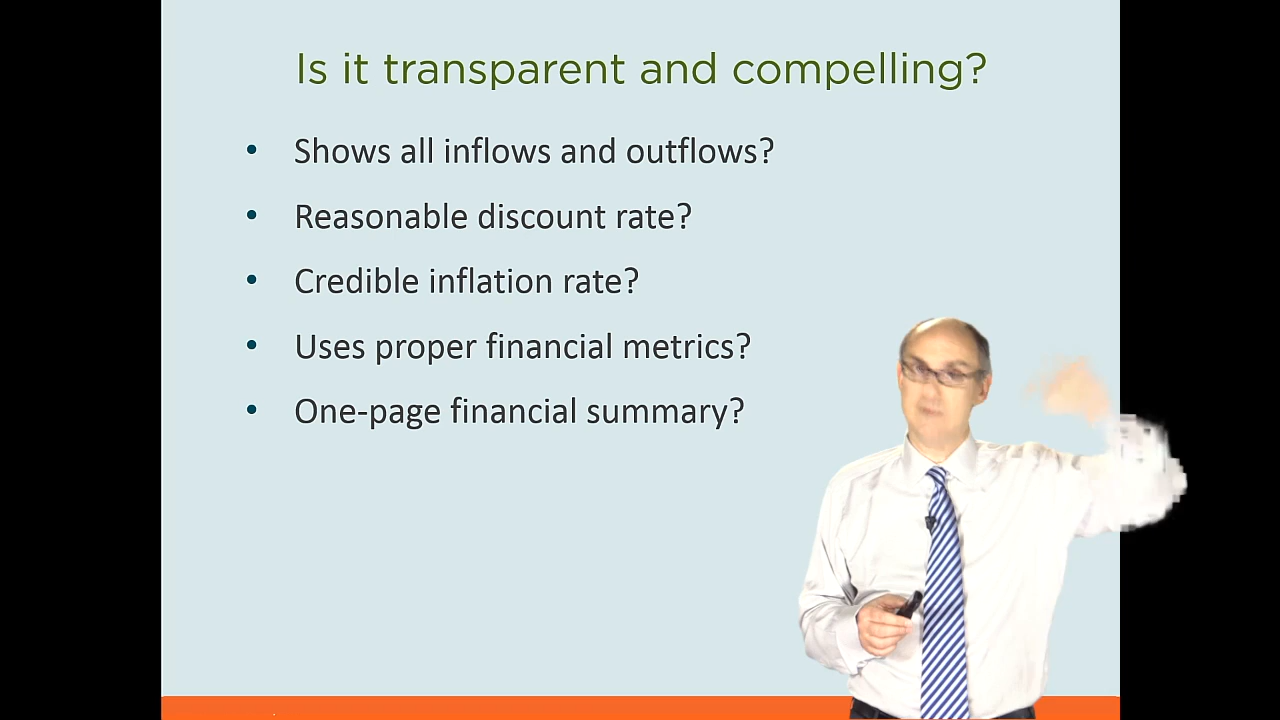 Is it transparent and compelling?
• Shows all inflows and outflows?
• Reasonable discount rate?
• Credible inflation rate?
• Uses proper financial metrics?
• One-page financial summary?